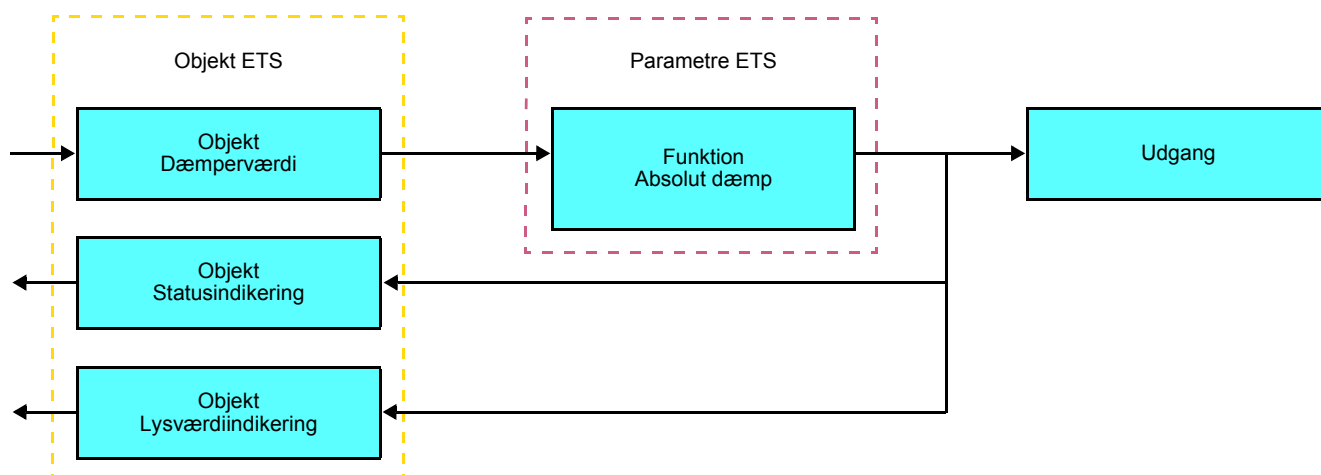 Objekt ETS
Parametre ETS
Objekt
Dæmperværdi
Funktion
Absolut dæmp
Udgang
Objekt
Statusindikering
Objekt
Lysværdiindikering